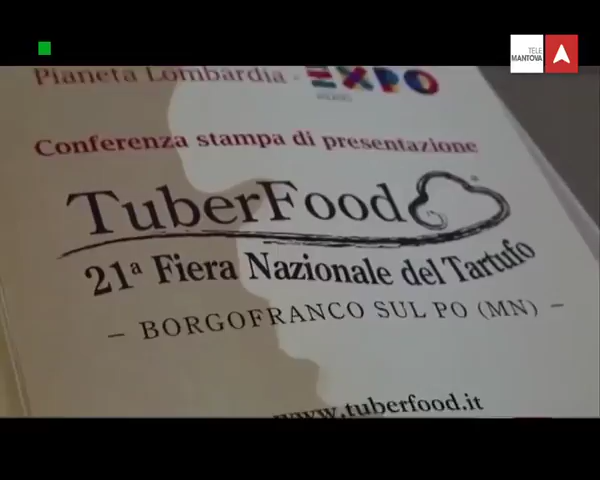 TELE
MANTOVA
Pianeta Lombardia - EXPO
Conferenza stampa di presentazione
TuberFood
21ª Fiera Nazionale del Tartufo
– BORGOFRANCO SUL PO (MN) –
www.tuberfood.it